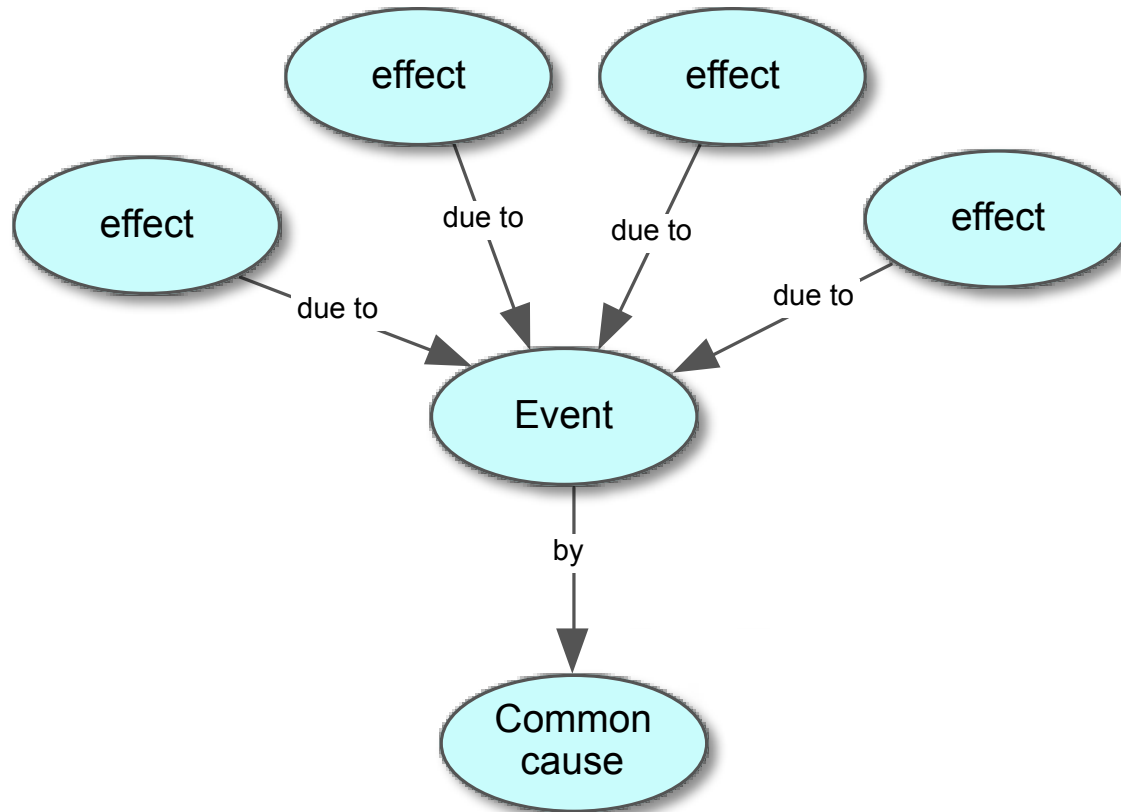 effect
effect
effect
effect
due to
due to
due to
due to
Event
by
Common
cause